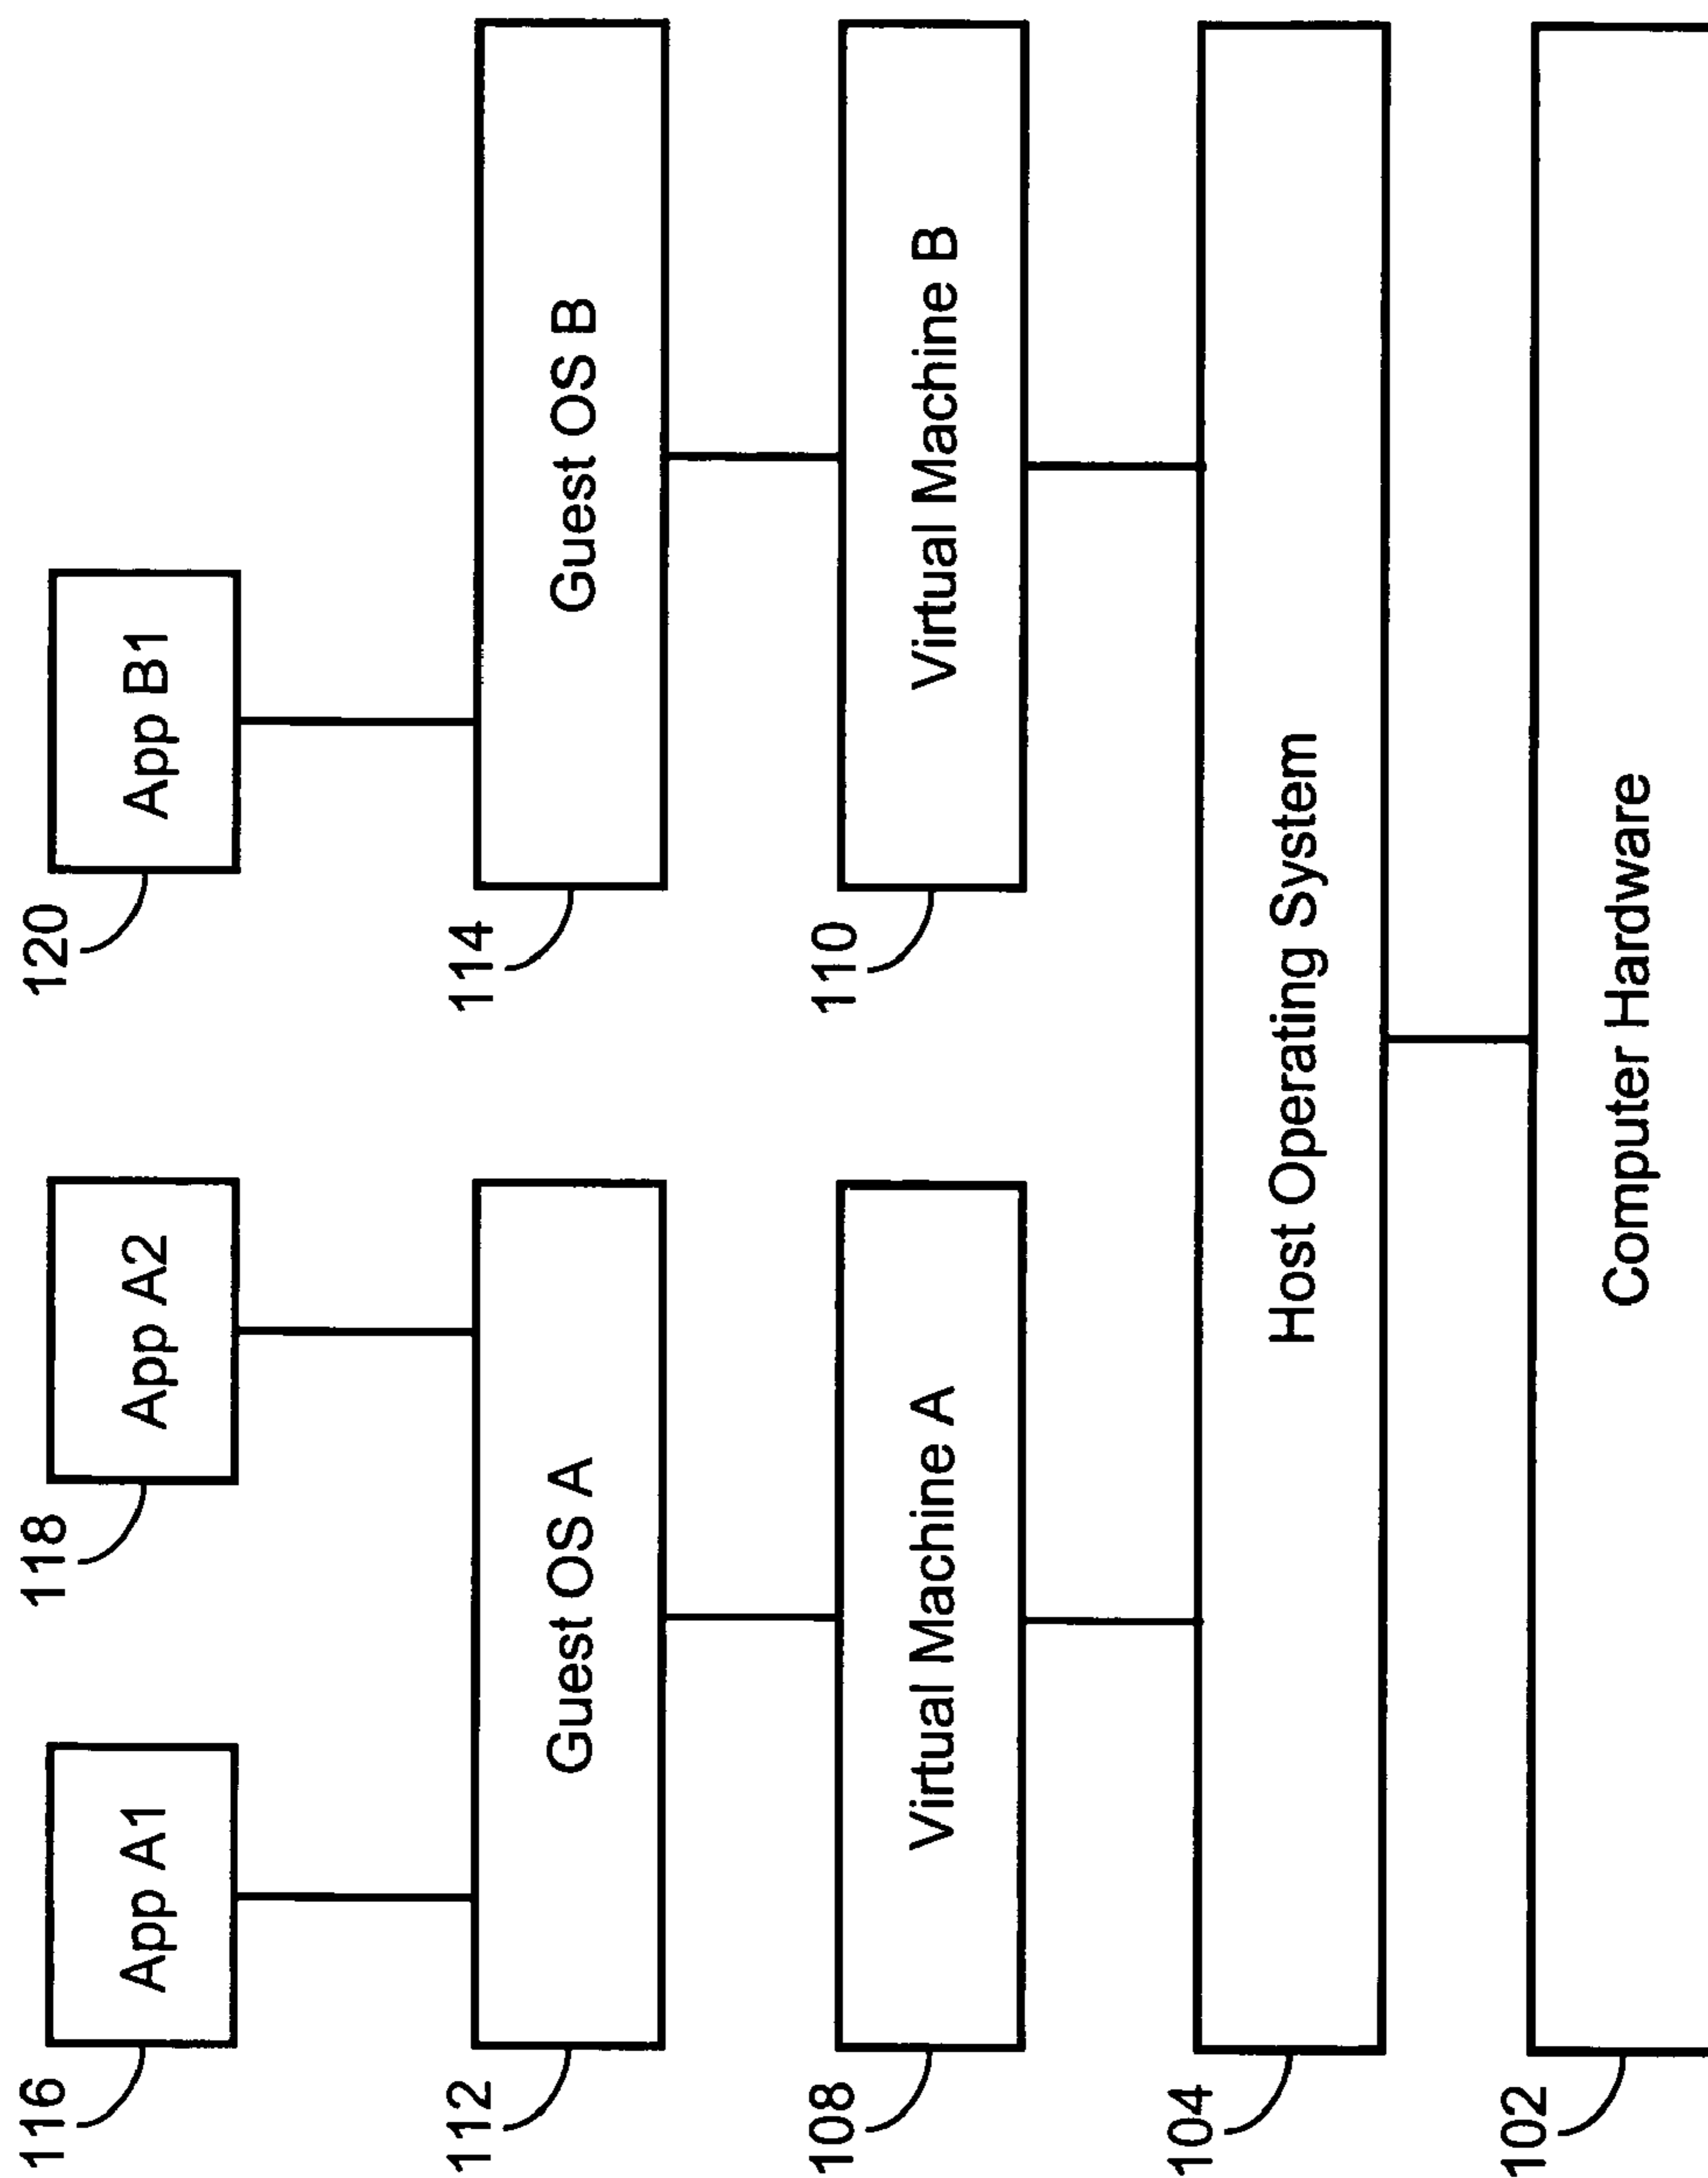 116
App A1
118
App A2
120
App B1
112
Guest OS A
114
Guest OS B
108
Virtual Machine A
110
Virtual Machine B
104
Host Operating System
102
Computer Hardware